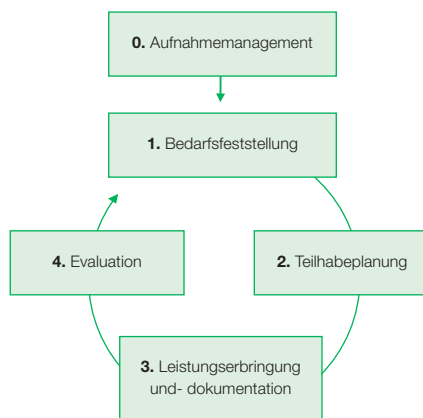 0. Aufnahmemanagement
1. Bedarfsfeststellung
4. Evaluation
2. Teilhabeplanung
3. Leistungserbringung
und- dokumentation